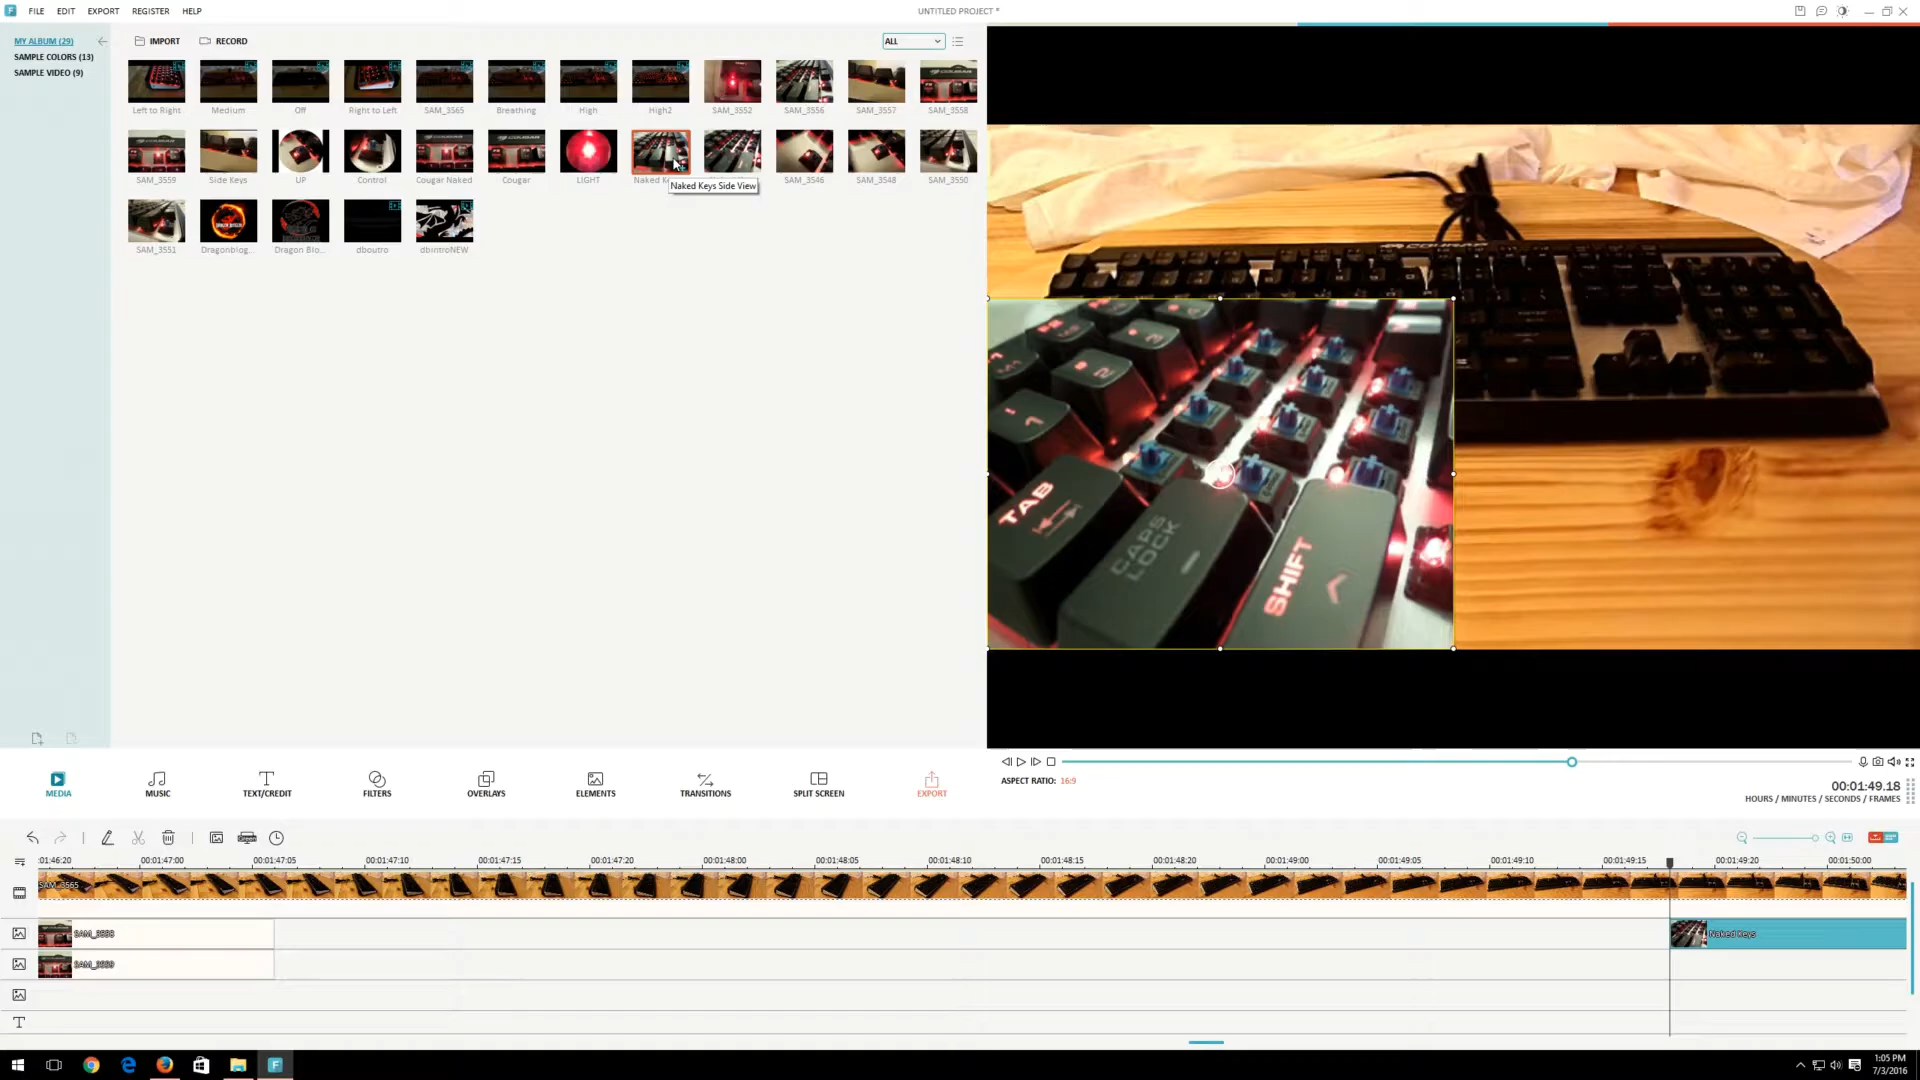 FILE EDIT EXPORT REGISTER HELP
UNTITLED PROJECT *
MY ALBUM (29)
SAMPLE COLORS (13)
SAMPLE VIDEO (9)
IMPORT RECORD
ALL
Left to Right Medium Off Right to Left SAM_3565 Breathing High High2 SAM_3552 SAM_3556 SAM_3557 SAM_3558
SAM_3559 Side Keys UP Control Cougar Naked Cougar LIGHT Naked K SAM_3546 SAM_3548 SAM_3550
Naked Keys Side View
SAM_3551 Dragonblog... Dragon Blo... dboutro dbintroNEW
COUGAR
TAB
CAPS LOCK
SHIFT
MEDIA MUSIC TEXT/CREDIT FILTERS OVERLAYS ELEMENTS TRANSITIONS SPLIT SCREEN EXPORT
ASPECT RATIO: 16:9
00:01:49.18
HOURS / MINUTES / SECONDS / FRAMES
:01:46:20 00:01:47:00 00:01:47:05 00:01:47:10 00:01:47:15 00:01:47:20 00:01:48:00 00:01:48:05 00:01:48:10 00:01:48:15 00:01:48:20 00:01:49:00 00:01:49:05 00:01:49:10 00:01:49:15 00:01:49:20 00:01:50:00
SAM_3565
SAM_3558
Naked Keys
SAM_3559
1:05 PM
7/3/2016